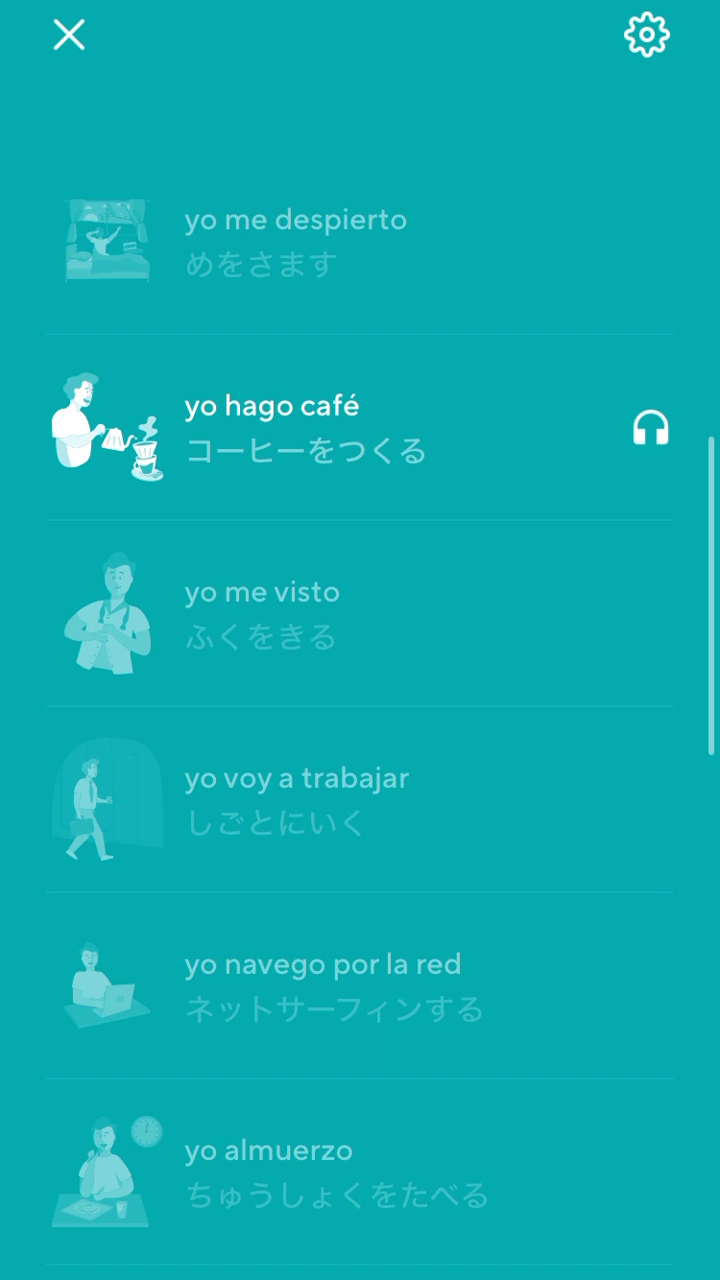 yo me despierto
めをさます
yo hago café
コーヒーをつくる
yo me visto
ふくをきる
yo voy a trabajar
しごとにいく
yo navego por la red
ネットサーフィンする
yo almuerzo
ちゅうしょくをたべる